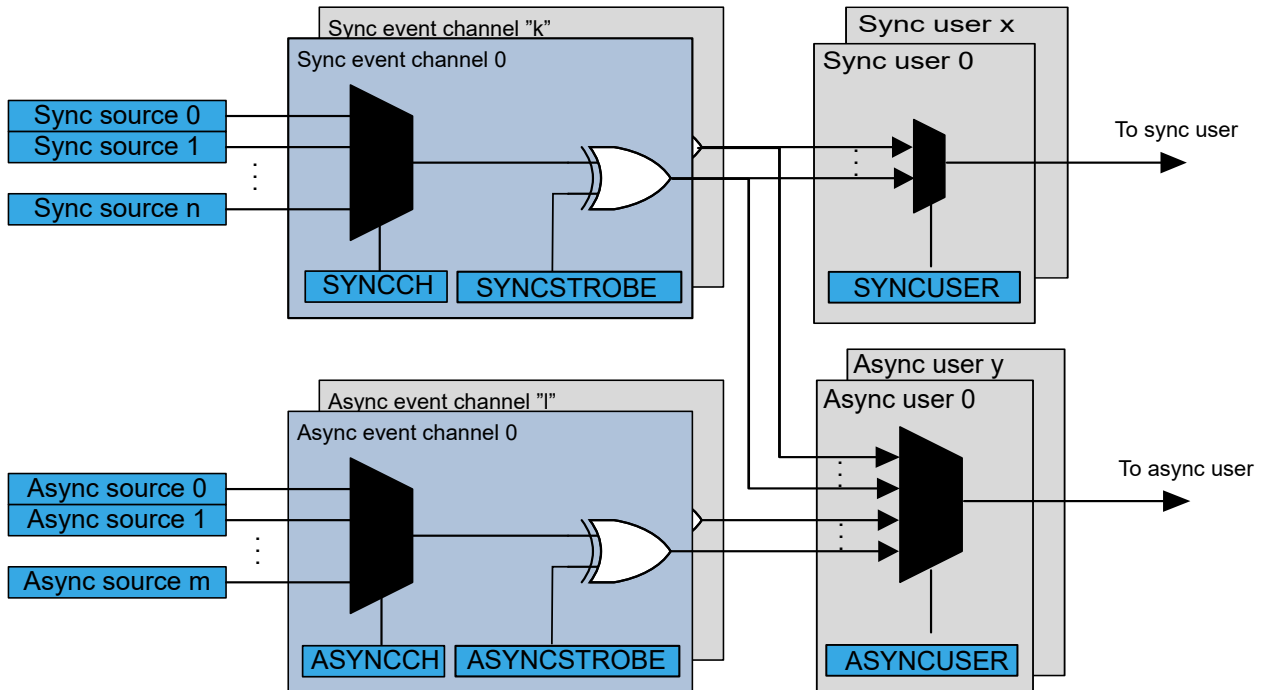 Sync event channel ”k”
Sync event channel 0
Sync source 0
Sync source 1
Sync source n
SYNCCH
SYNCSTROBE
Sync user x
Sync user 0
SYNCUSER
To sync user
Async event channel ”l”
Async event channel 0
Async source 0
Async source 1
Async source m
ASYNCCH
ASYNCSTROBE
Async user y
Async user 0
ASYNCUSER
To async user